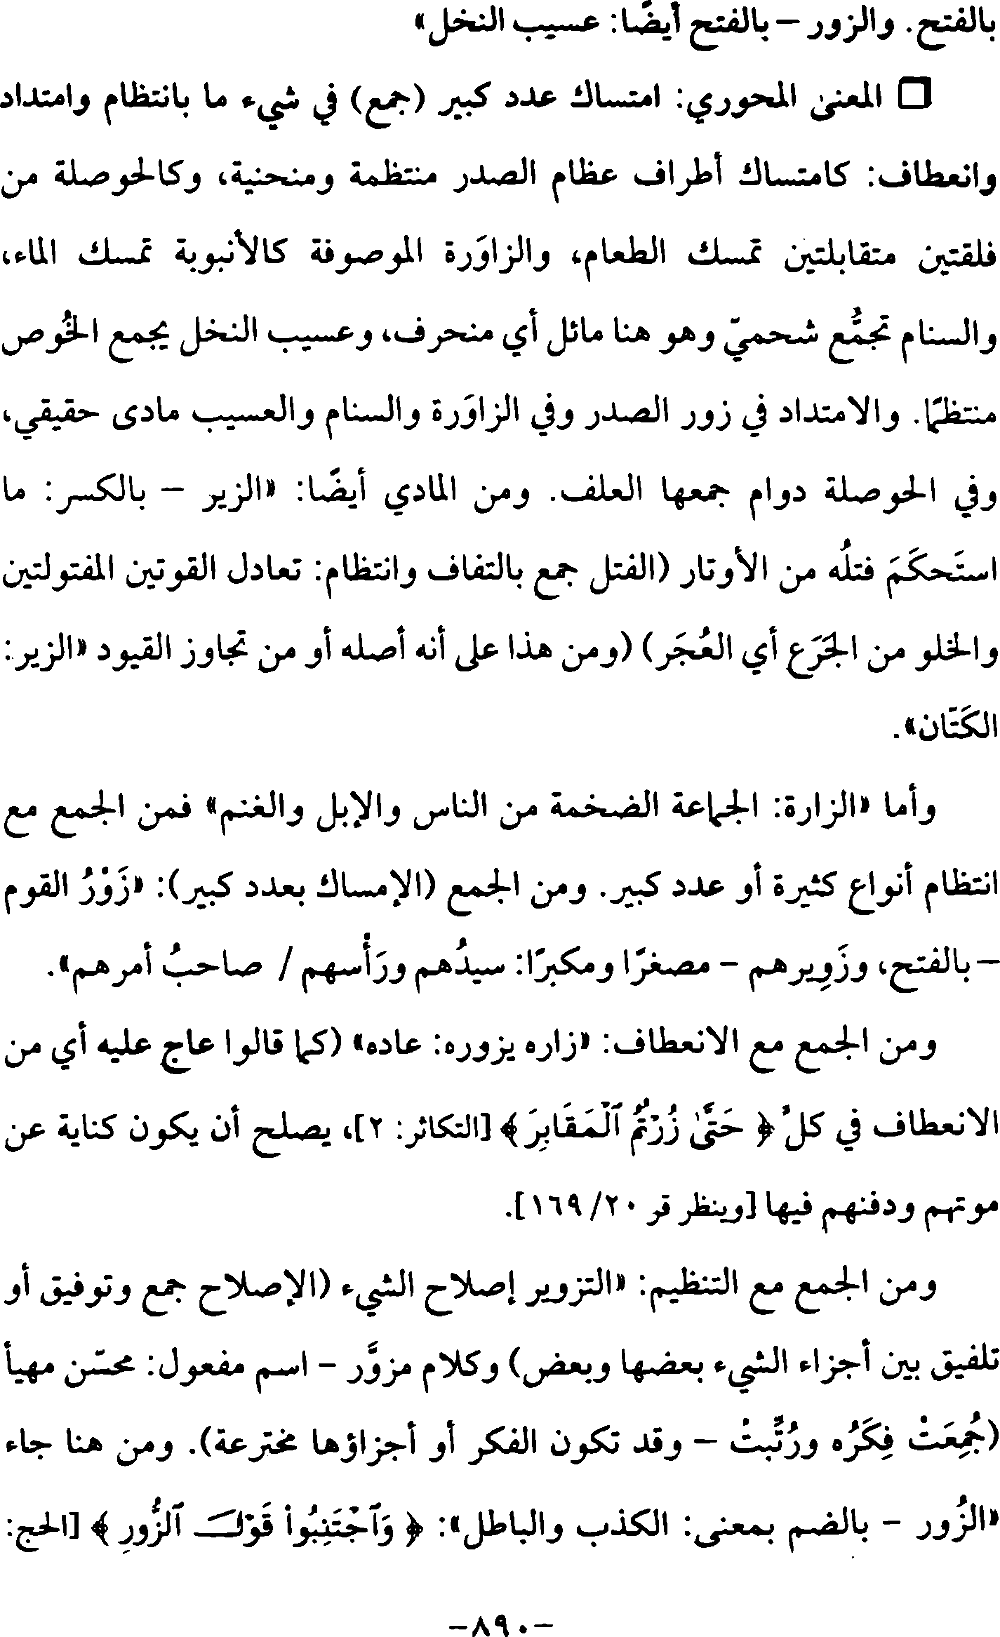 بالفتح. والزور – بالفتح أيضًا: عسيب النخل»
□ المعنى المحوري: امتساك عدد كبير (جمع) في شيء ما بانتظام وامتداد
وانعطاف: كامتساك أطراف عظام الصدر منتظمة ومنحنية، وكالحوصلة من
فلقتين متقابلتين تمسك الطعام، والزاوَرة الموصوفة كالأنبوبة تمسك الماء،
والسنام تجمُّع شحميّ وهو هنا مائل أي منحرف، وعسيب النخل يجمع الخُوص
منتظمًا. والامتداد في زور الصدر وفي الزاوَرة والسنام والعسيب مادى حقيقي،
وفي الحوصلة دوام جمعها العلف. ومن المادي أيضًا: «الزير – بالكسر: ما
استَحكَمَ فتلُه من الأوتار (الفتل جمع بالتفاف وانتظام: تعادل القوتين المفتولتين
والخلو من الجَرَع أي العُجَر) (ومن هذا على أنه أصله أو من تجاوز القيود «الزير:
الكَتّان».
وأما «الزارة: الجماعة الضخمة من الناس والإبل والغنم» فمن الجمع مع
انتظام أنواع كثيرة أو عدد كبير. ومن الجمع (الإمساك بعدد كبير): «زَوْرُ القوم
– بالفتح، وزَوِيرهم – مصغرًا ومكبرًا: سيدُهم ورَأْسهم / صاحبُ أمرهم».
ومن الجمع مع الانعطاف: «زاره يزوره: عاده» (كما قالوا عاج عليه أي من
الانعطاف في كلٍ ﴿ حَتَّىٰ زُرْتُمُ ٱلْمَقَابِرَ ﴾ [التكاثر: ٢]، يصلح أن يكون كناية عن
موتهم ودفنهم فيها [وينظر قر ٢٠/ ١٦٩].
ومن الجمع مع التنظيم: «التزوير إصلاح الشيء (الإصلاح جمع وتوفيق أو
تلفيق بين أجزاء الشيء بعضها وبعض) وكلام مزوَّر – اسم مفعول: محسّن مهيأ
(جُمِعَتْ فِكَرُه ورُتِّبتْ – وقد تكون الفكر أو أجزاؤها مخترعة). ومن هنا جاء
«الزُور – بالضم بمعنى: الكذب والباطل»: ﴿ وَٱجْتَنِبُوا۟ قَوْلَ ٱلزُّورِ ﴾ [الحج:
-٨٩٠-